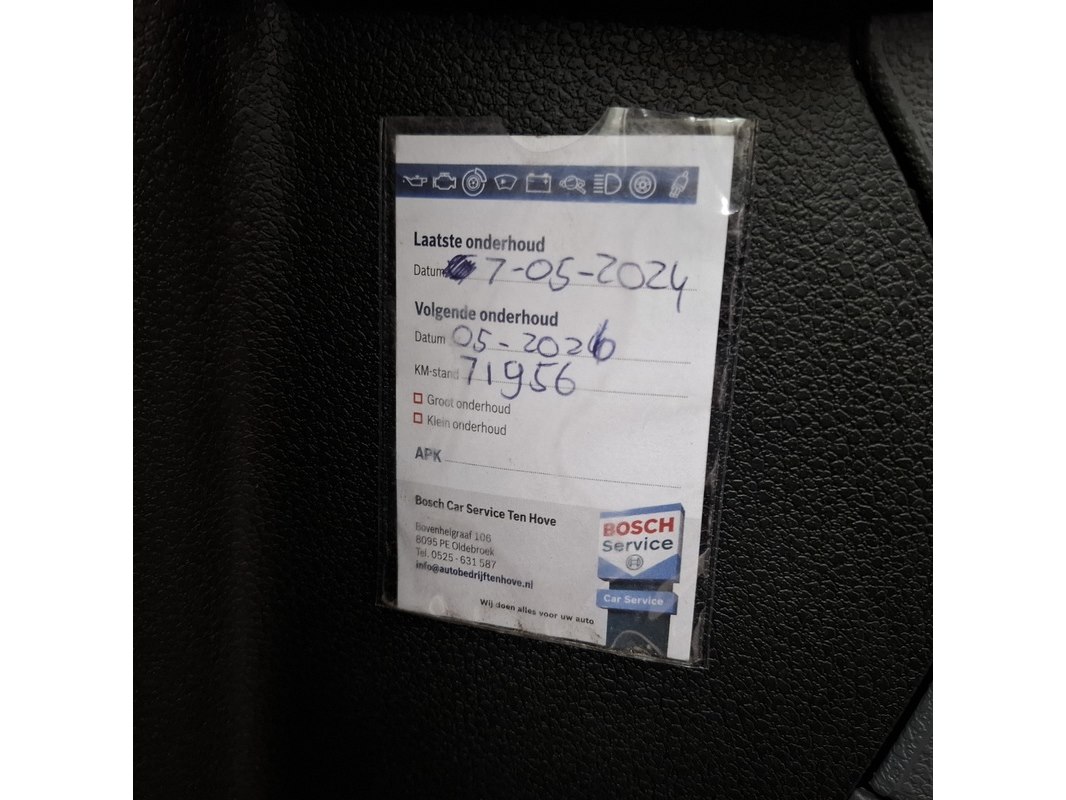 Laatste onderhoud
Datum 7-05-2024
Volgende onderhoud
Datum 05-2026
KM-stand 71956
Groot onderhoud
Klein onderhoud
APK
Bosch Car Service Ten Hove
Bovenheigraaf 106
8095 PE Oldebroek
Tel. 0525 - 631 587
info@autobedrijftenhove.nl
Wij doen alles voor uw auto
BOSCH
Service
Car Service